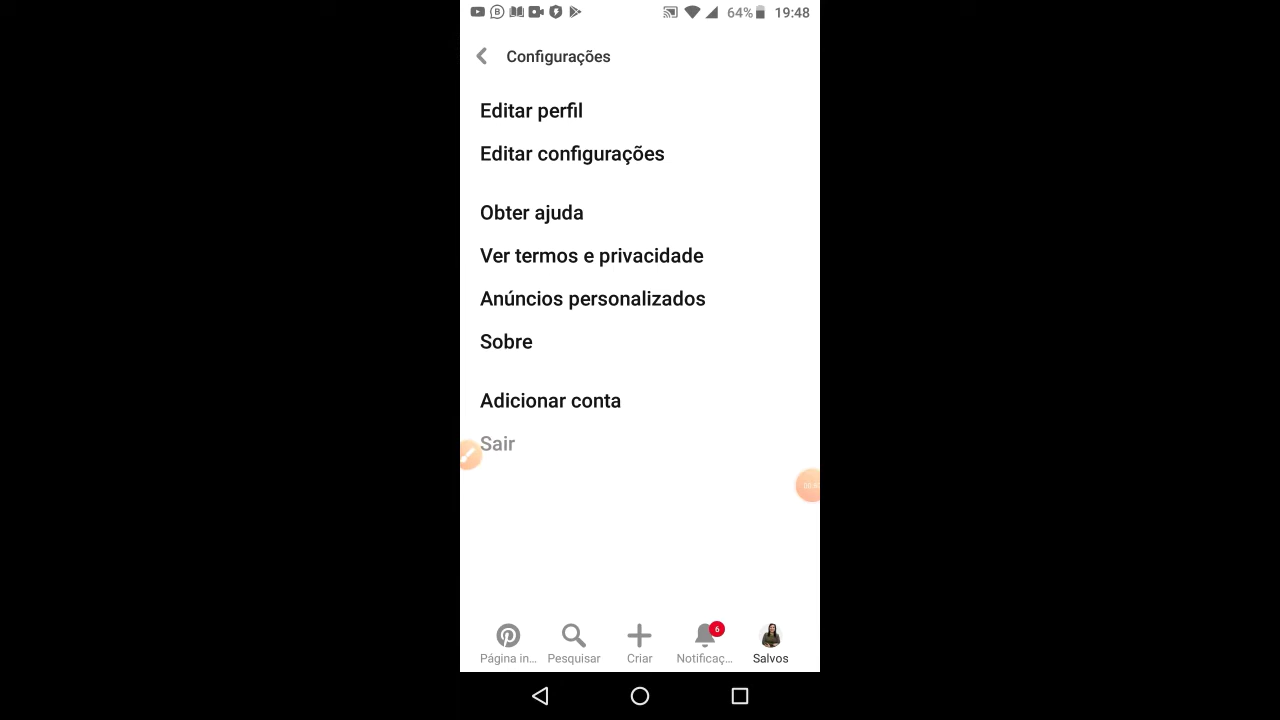 64% 19:48
Configurações
Editar perfil
Editar configurações
Obter ajuda
Ver termos e privacidade
Anúncios personalizados
Sobre
Adicionar conta
Sair
6
Página in... Pesquisar Criar Notificaç... Salvos